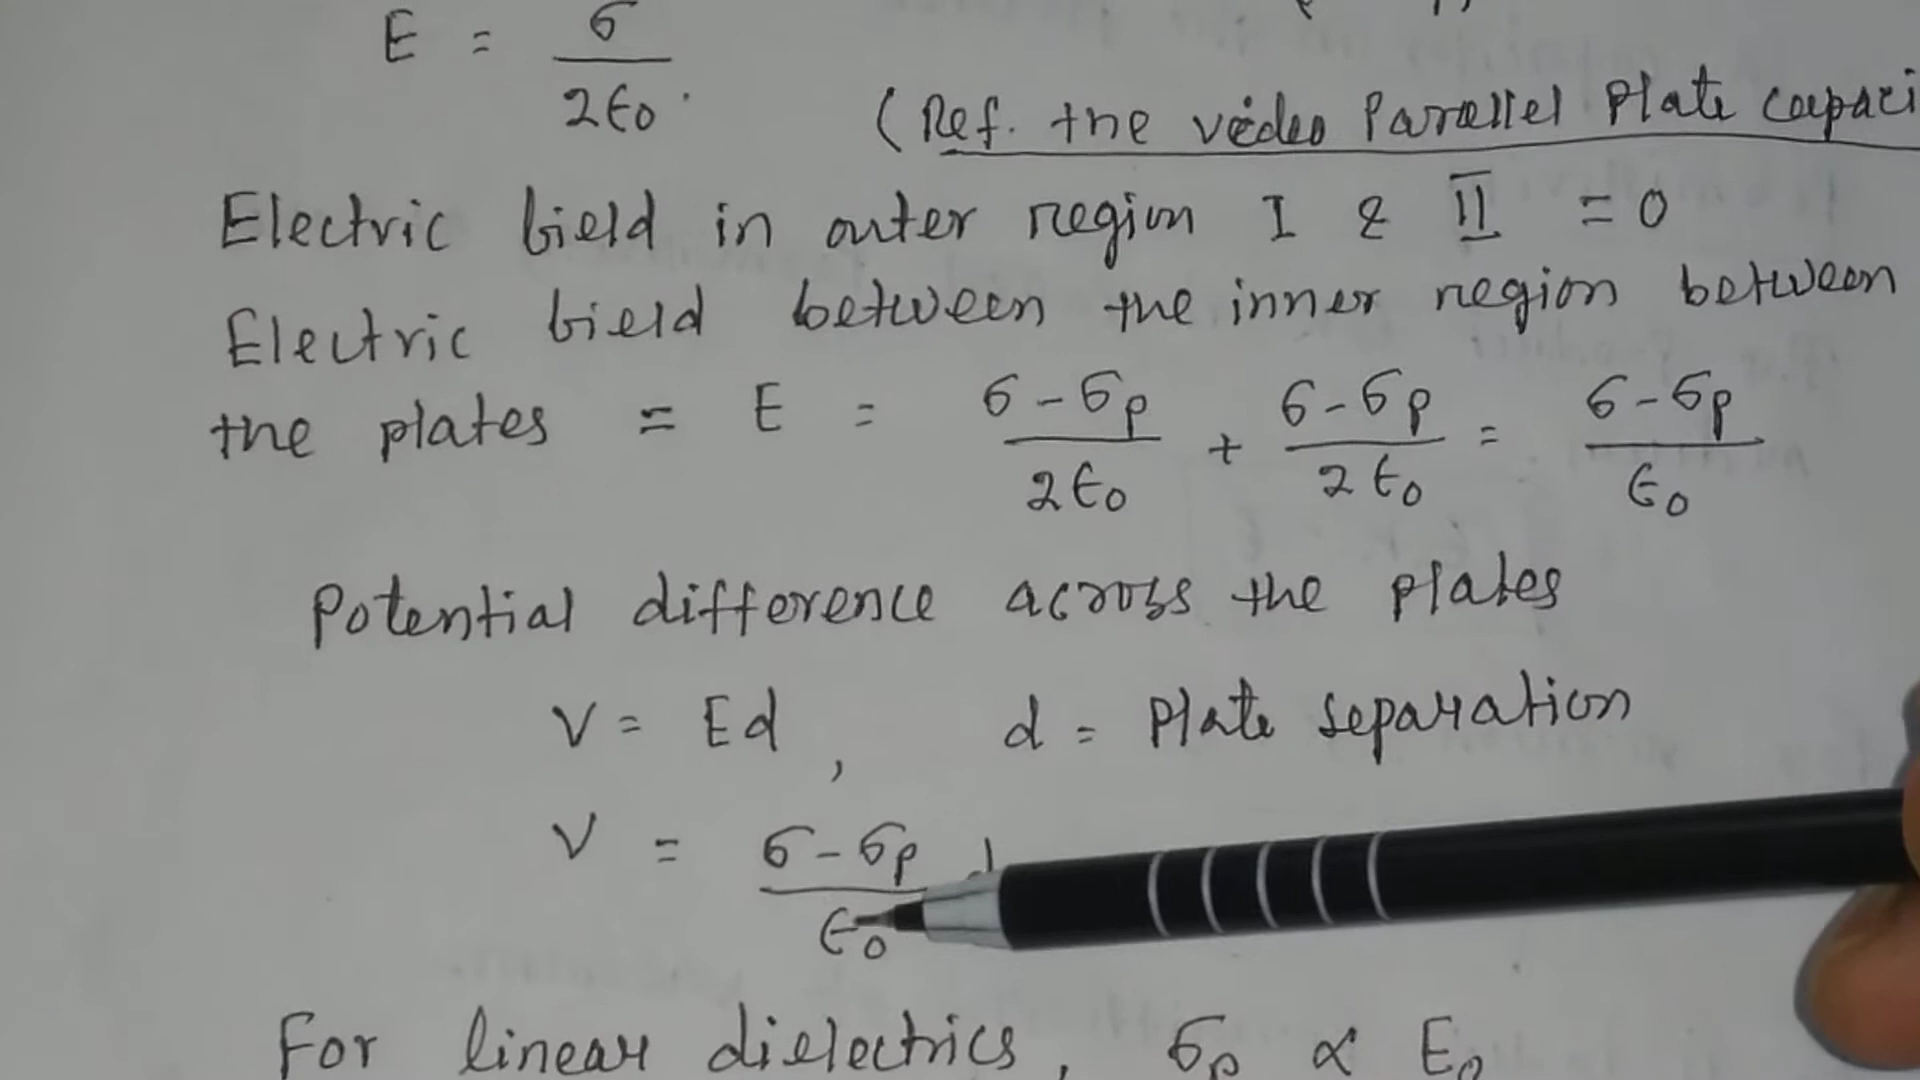 E = σ / 2ϵ₀.
(Ref. the video Parallel Plate capaci
Electric field in outer region I & II = 0
Electric field between the inner region between
the plates = E = σ - σp / 2ϵ₀ + σ - σp / 2ϵ₀ = σ - σp / ϵ₀
Potential difference across the plates
V = Ed, d = Plate separation
V = σ - σp / ϵ₀ d
For linear dielectrics, σp ∝ E₀